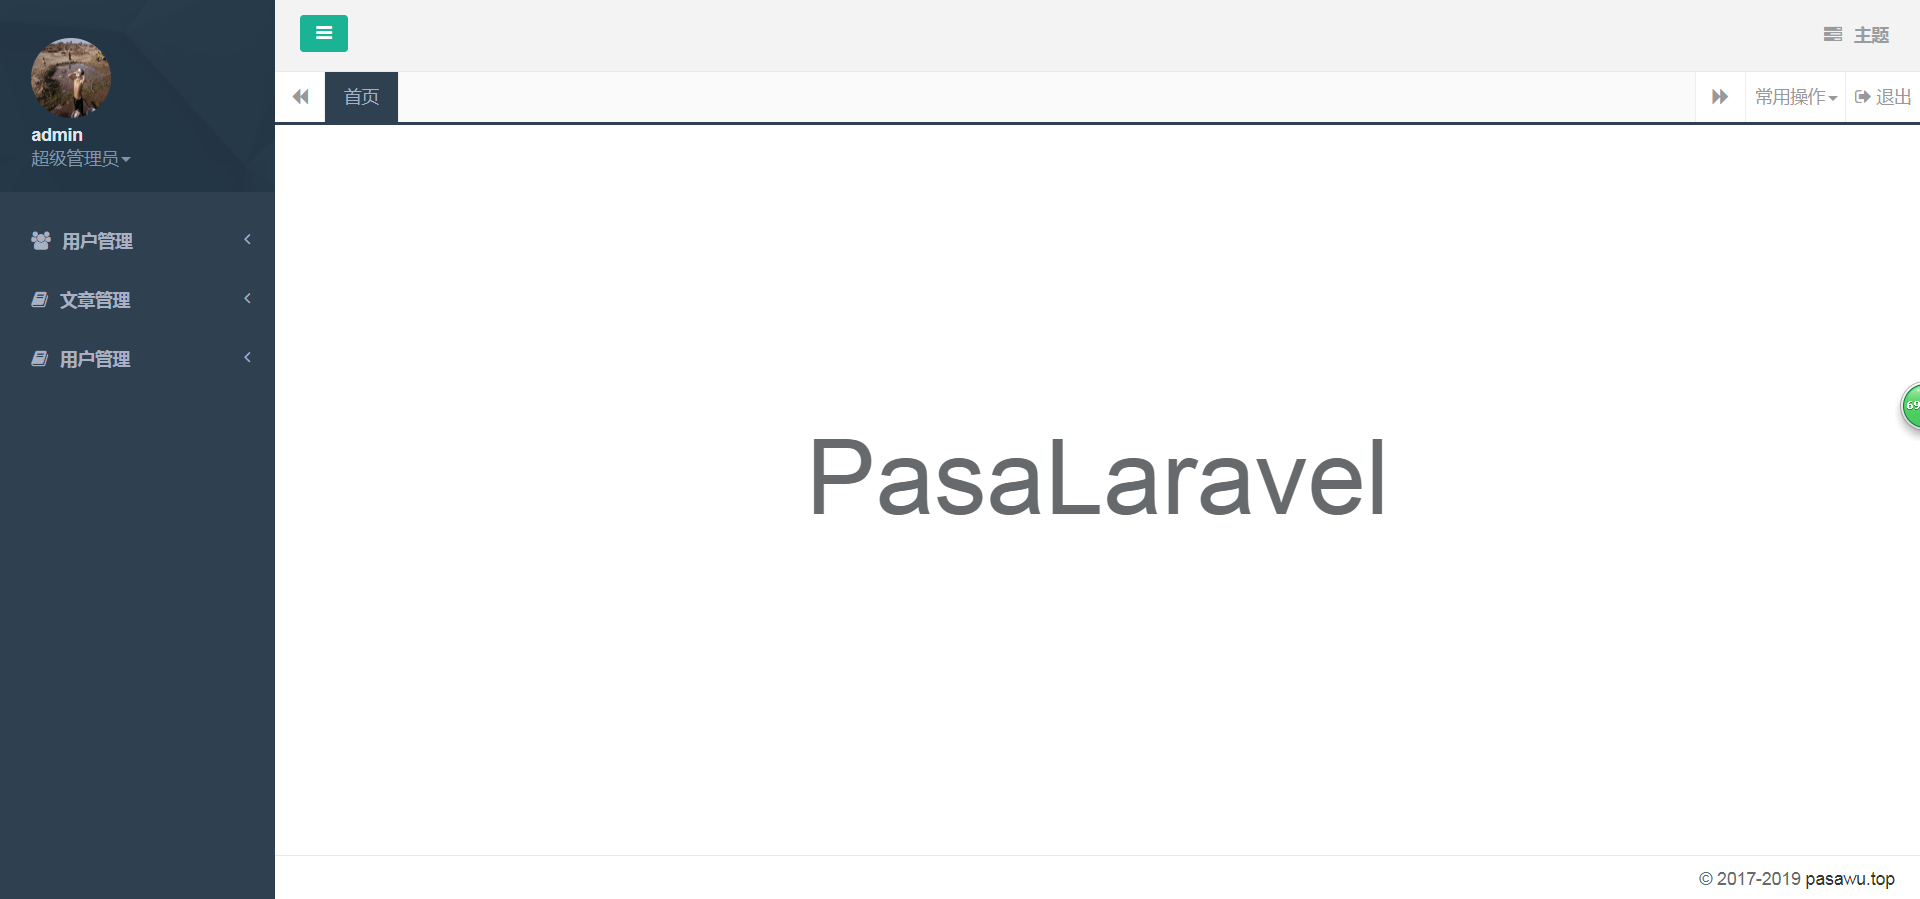 admin
超级管理员
用户管理
文章管理
用户管理
主题
首页
常用操作
退出
PasaLaravel
69
© 2017-2019 pasawu.top